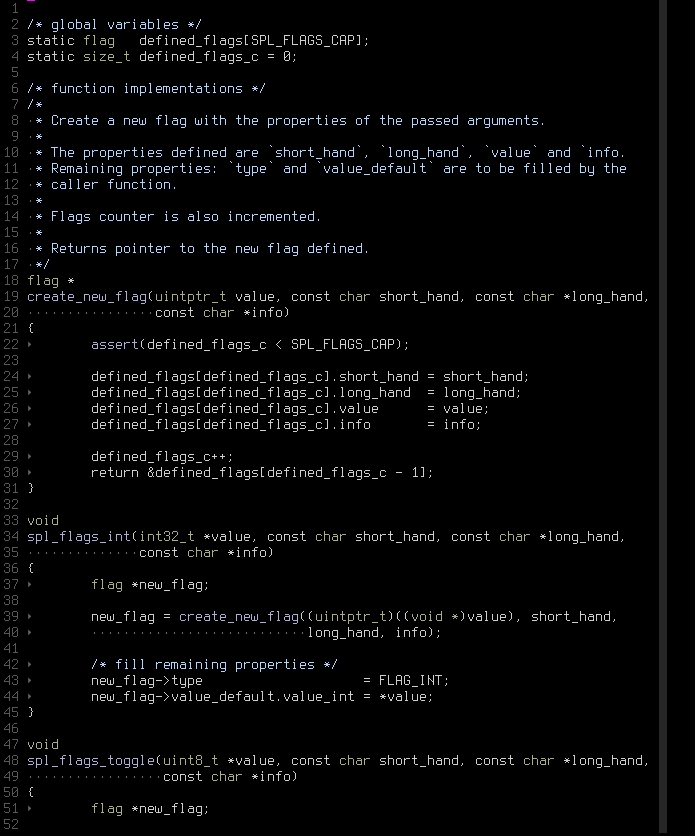 1
2 /* global variables */
3 static flag   defined_flags[SPL_FLAGS_CAP];
4 static size_t defined_flags_c = 0;
5
6 /* function implementations */
7 /*
8  * Create a new flag with the properties of the passed arguments.
9  *
10  * The properties defined are `short_hand`, `long_hand`, `value` and `info.
11  * Remaining properties: `type` and `value_default` are to be filled by the
12  * caller function.
13  *
14  * Flags counter is also incremented.
15  *
16  * Returns pointer to the new flag defined.
17  */
18 flag *
19 create_new_flag(uintptr_t value, const char short_hand, const char *long_hand,
20 ················const char *info)
21 {
22 ‣       assert(defined_flags_c < SPL_FLAGS_CAP);
23
24 ‣       defined_flags[defined_flags_c].short_hand = short_hand;
25 ‣       defined_flags[defined_flags_c].long_hand  = long_hand;
26 ‣       defined_flags[defined_flags_c].value      = value;
27 ‣       defined_flags[defined_flags_c].info       = info;
28
29 ‣       defined_flags_c++;
30 ‣       return &defined_flags[defined_flags_c - 1];
31 }
32
33 void
34 spl_flags_int(int32_t *value, const char short_hand, const char *long_hand,
35 ··············const char *info)
36 {
37 ‣       flag *new_flag;
38
39 ‣       new_flag = create_new_flag((uintptr_t)((void *)value), short_hand,
40 ‣       ···························long_hand, info);
41
42 ‣       /* fill remaining properties */
43 ‣       new_flag->type                    = FLAG_INT;
44 ‣       new_flag->value_default.value_int = *value;
45 }
46
47 void
48 spl_flags_toggle(uint8_t *value, const char short_hand, const char *long_hand,
49 ·················const char *info)
50 {
51 ‣       flag *new_flag;
52